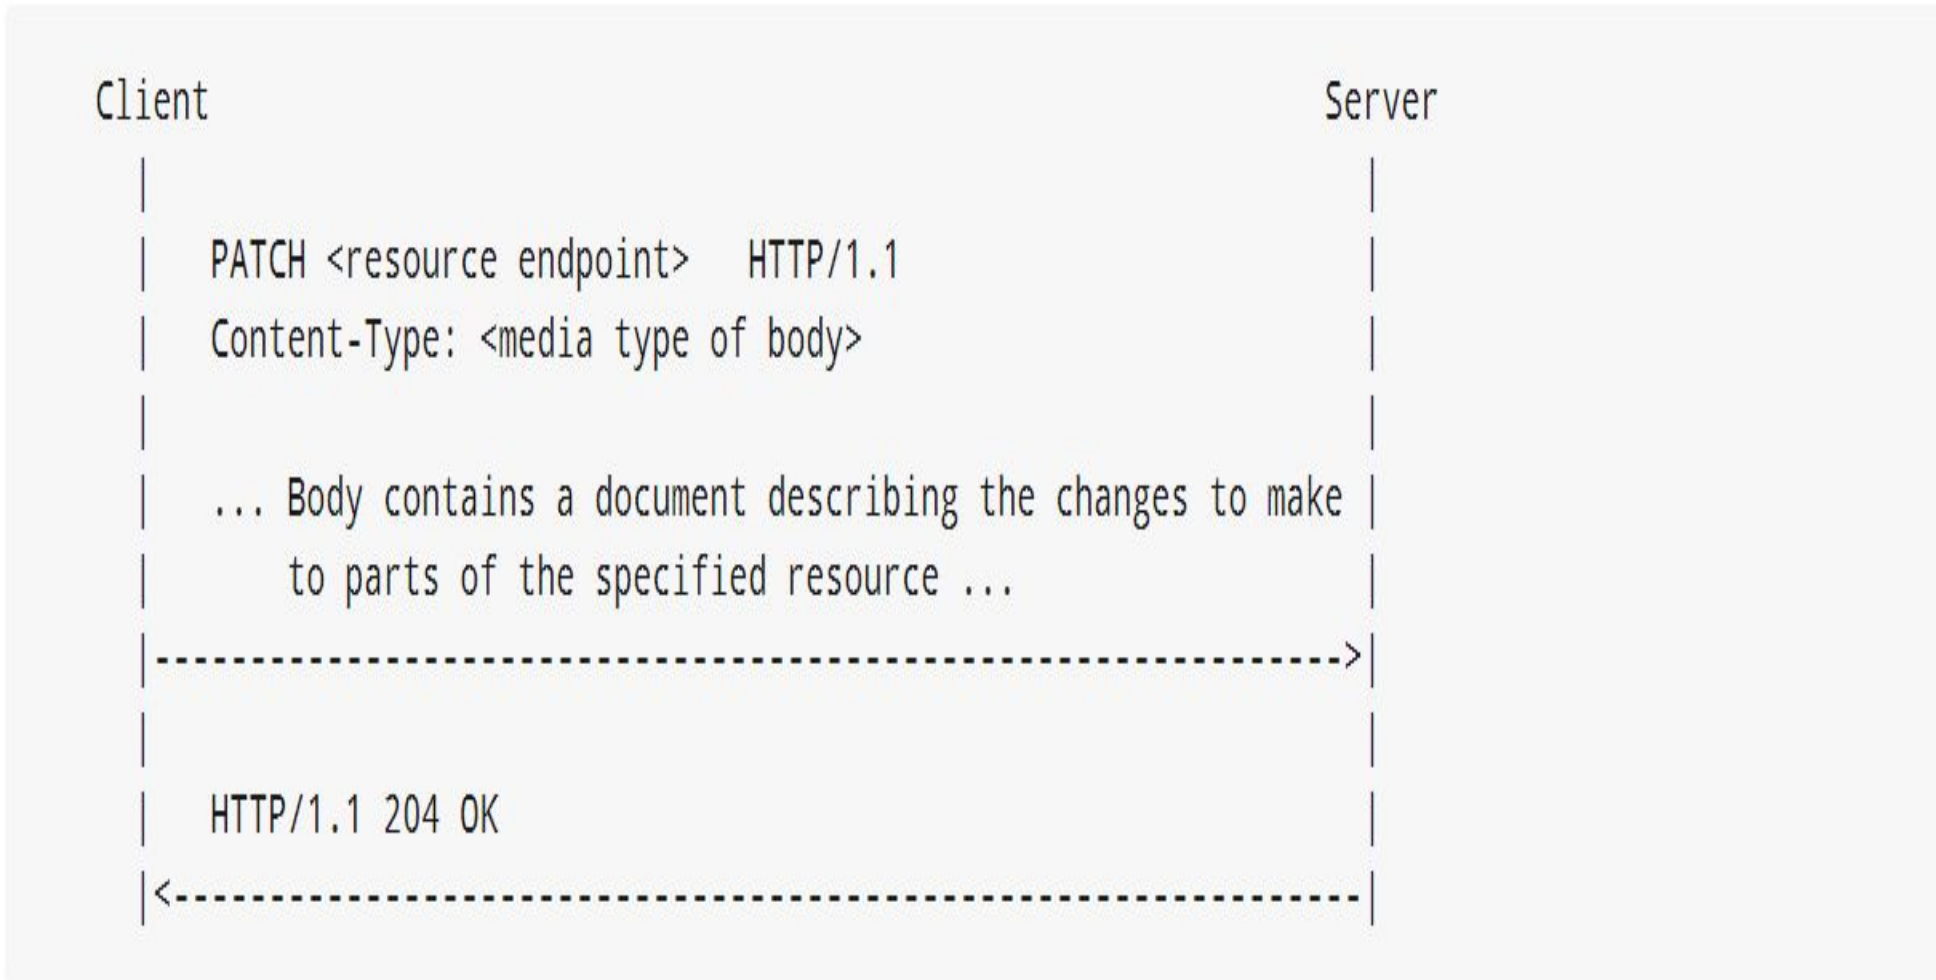 Client                                                          Server
  |                                                                |
  |   PATCH <resource endpoint>   HTTP/1.1                         |
  |   Content-Type: <media type of body>                           |
  |                                                                |
  |   ... Body contains a document describing the changes to make |
  |       to parts of the specified resource ...                   |
  |--------------------------------------------------------------->|
  |                                                                |
  |   HTTP/1.1 204 OK                                              |
  |<---------------------------------------------------------------|